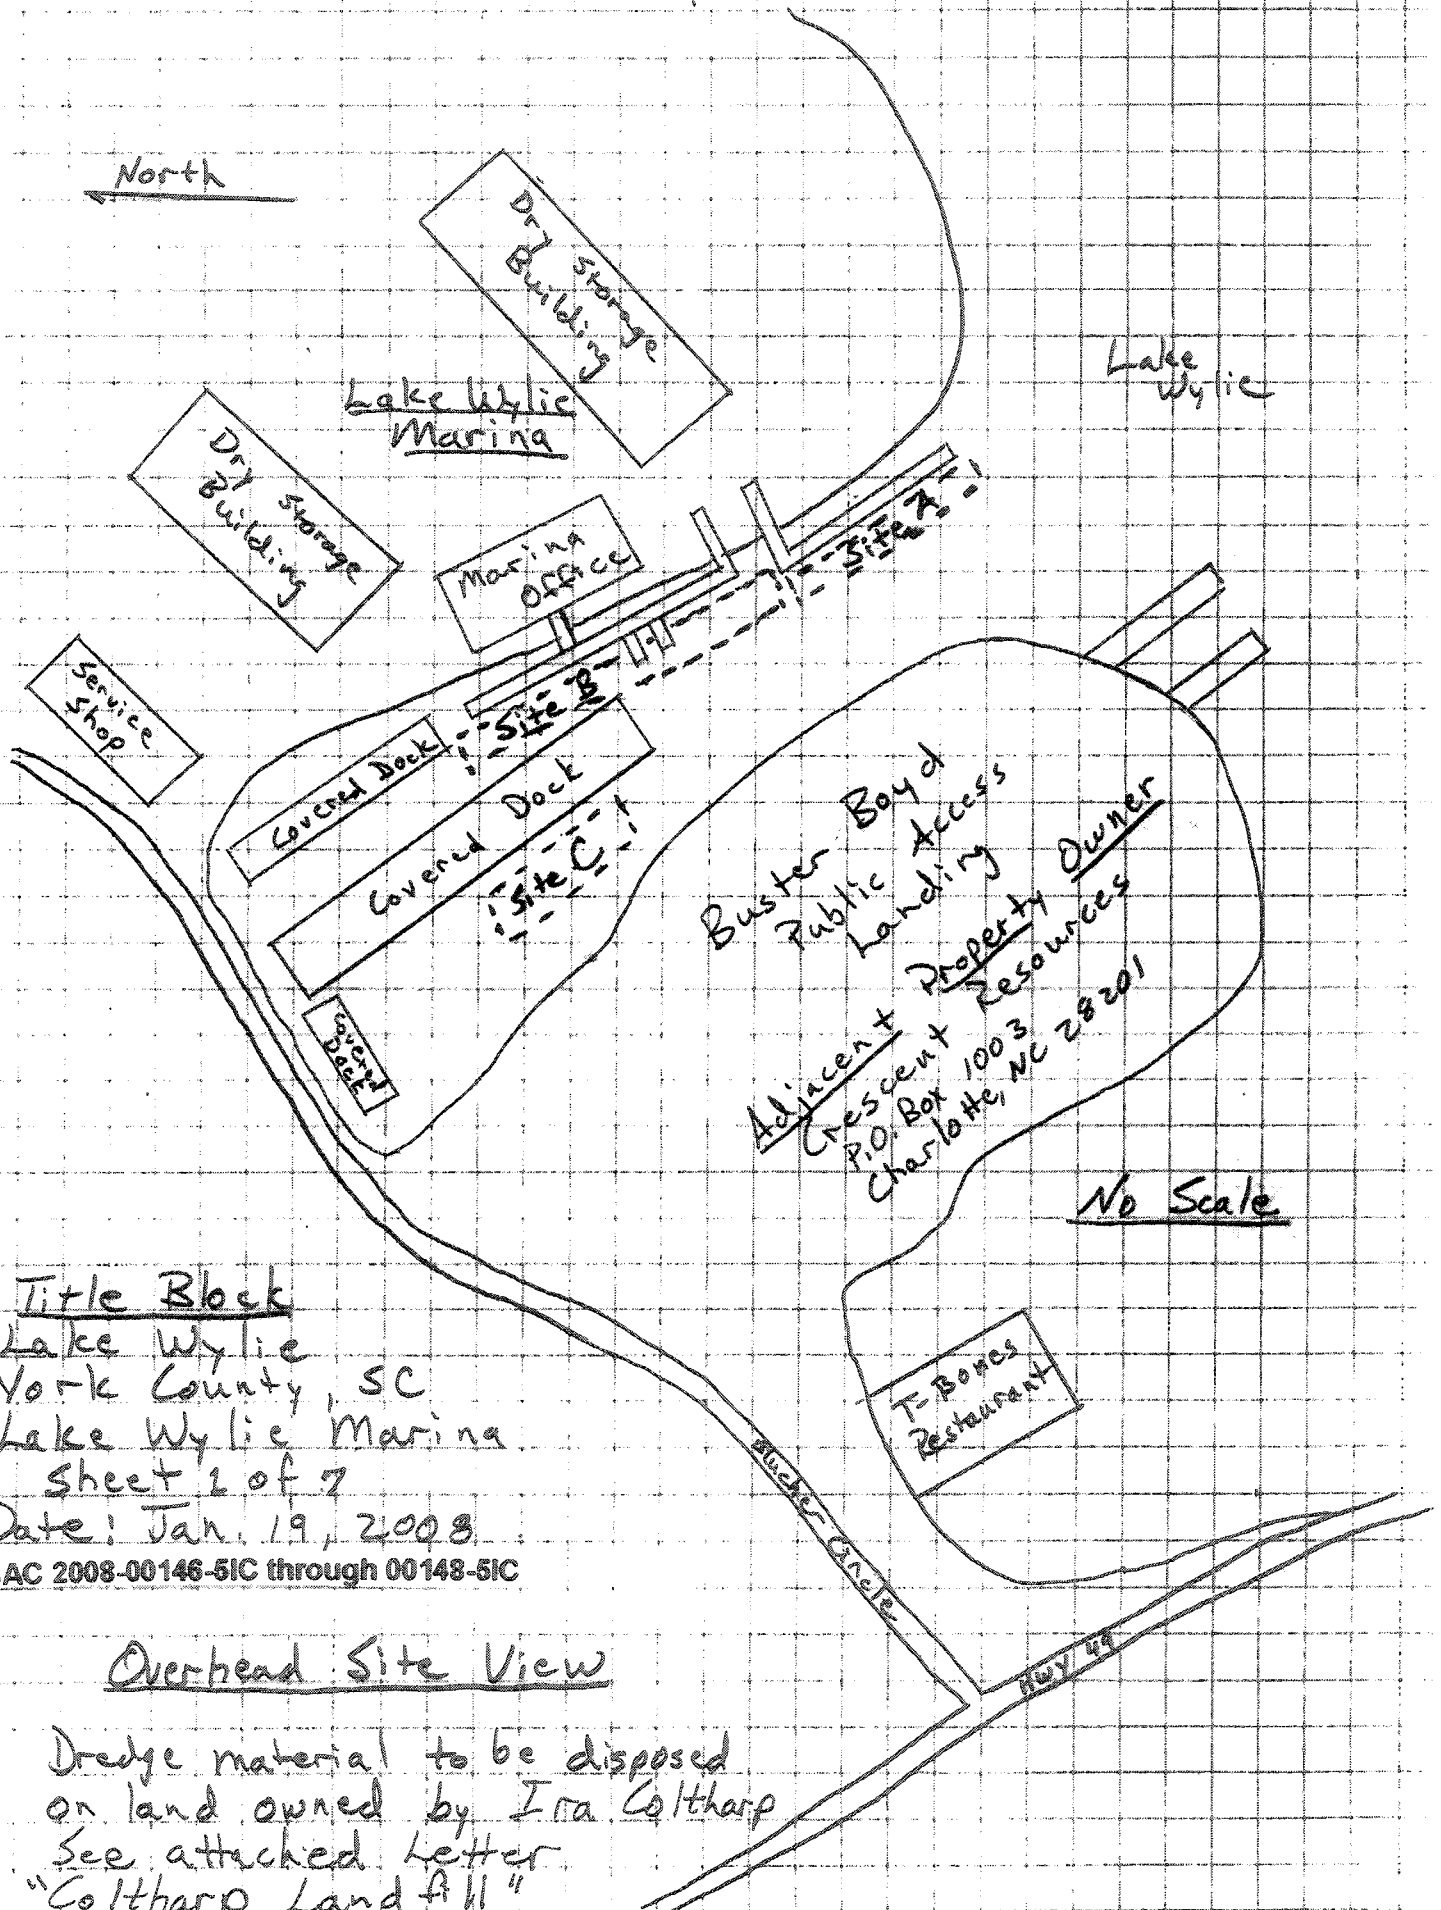 North
Dry Storage
Building
Lake Wylie
Lake Wylie
Marina
Dry Storage
Building
Marina
Office
Site A
Service
Shop
Site B
Covered Dock
Covered Dock
Site C
Covered
Dock
Buster Boyd
Public Access
Landing
Adjacent Property Owner
Crescent Resources
P.O. Box 1003
Charlotte, NC 28201
No Scale
Title Block
Lake Wylie
York County, SC
Lake Wylie Marina
Sheet 1 of 7
Date: Jan. 19, 2008
AC 2008-00146-5IC through 00148-5IC
T-Bones
Restaurant
Blucher Circle
Hwy 49
Overhead Site View
Dredge material to be disposed
on land owned by Ira Coltharp
See attached Letter
"Coltharp Landfill"